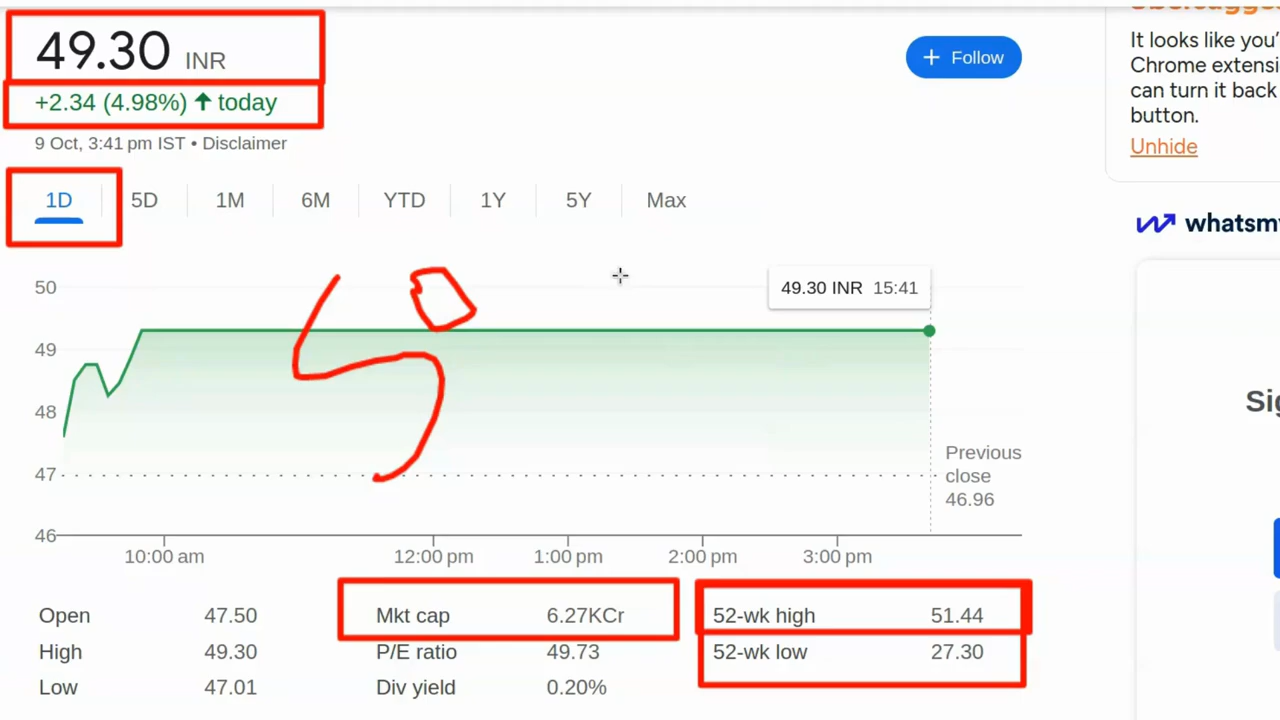 49.30 INR
+2.34 (4.98%) ↑ today
9 Oct, 3:41 pm IST • Disclaimer
+ Follow
1D 5D 1M 6M YTD 1Y 5Y Max
50
49
48
47
46
49.30 INR 15:41
Previous
close
46.96
10:00 am 12:00 pm 1:00 pm 2:00 pm 3:00 pm
Open 47.50 Mkt cap 6.27KCr 52-wk high 51.44
High 49.30 P/E ratio 49.73 52-wk low 27.30
Low 47.01 Div yield 0.20%
50
It looks like you'
Chrome extensi
can turn it back
button.
Unhide
whatsmy
Sig